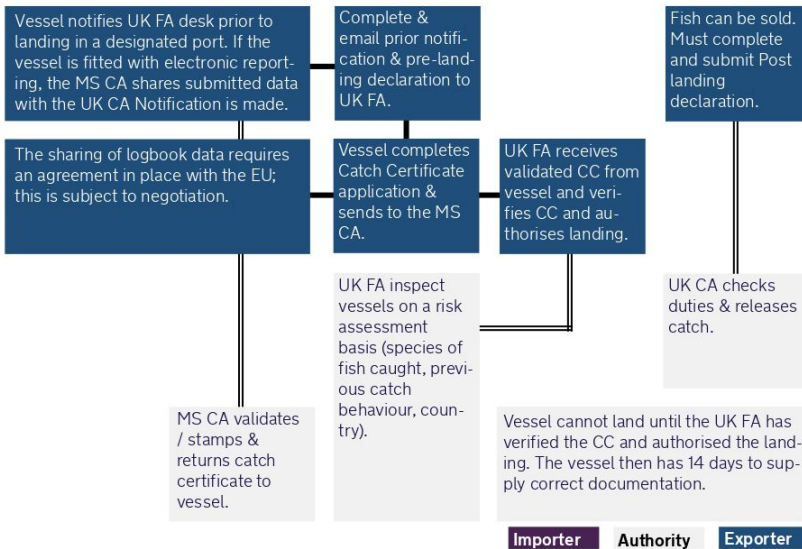 Vessel notifies UK FA desk prior to
landing in a designated port. If the
vessel is fitted with electronic report-
ing, the MS CA shares submitted data
with the UK CA Notification is made.
Complete &
email prior notifi-
cation & pre-land-
ing declaration to
UK FA.
Fish can be sold.
Must complete
and submit Post
landing
declaration.
The sharing of logbook data requires
an agreement in place with the EU;
this is subject to negotiation.
Vessel completes
Catch Certificate
application &
sends to the MS
CA.
UK FA receives
validated CC from
vessel and veri-
fies CC and au-
thorises landing.
UK FA inspect
vessels on a risk
assessment
basis (species of
fish caught, previ-
ous catch
behaviour, coun-
try).
UK CA checks
duties & releases
catch.
MS CA validates
/ stamps &
returns catch
certificate to
vessel.
Vessel cannot land until the UK FA has
verified the CC and authorised the land-
ing. The vessel then has 14 days to sup-
ply correct documentation.
Importer
Authority
Exporter